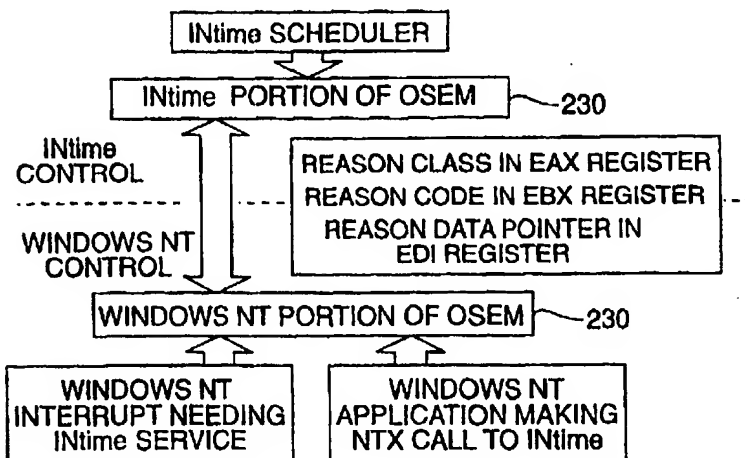 INtime SCHEDULER
INtime PORTION OF OSEM
230
INtime
CONTROL
REASON CLASS IN EAX REGISTER
REASON CODE IN EBX REGISTER
REASON DATA POINTER IN
EDI REGISTER
WINDOWS NT
CONTROL
WINDOWS NT PORTION OF OSEM
230
WINDOWS NT
INTERRUPT NEEDING
INtime SERVICE
WINDOWS NT
APPLICATION MAKING
NTX CALL TO INtime